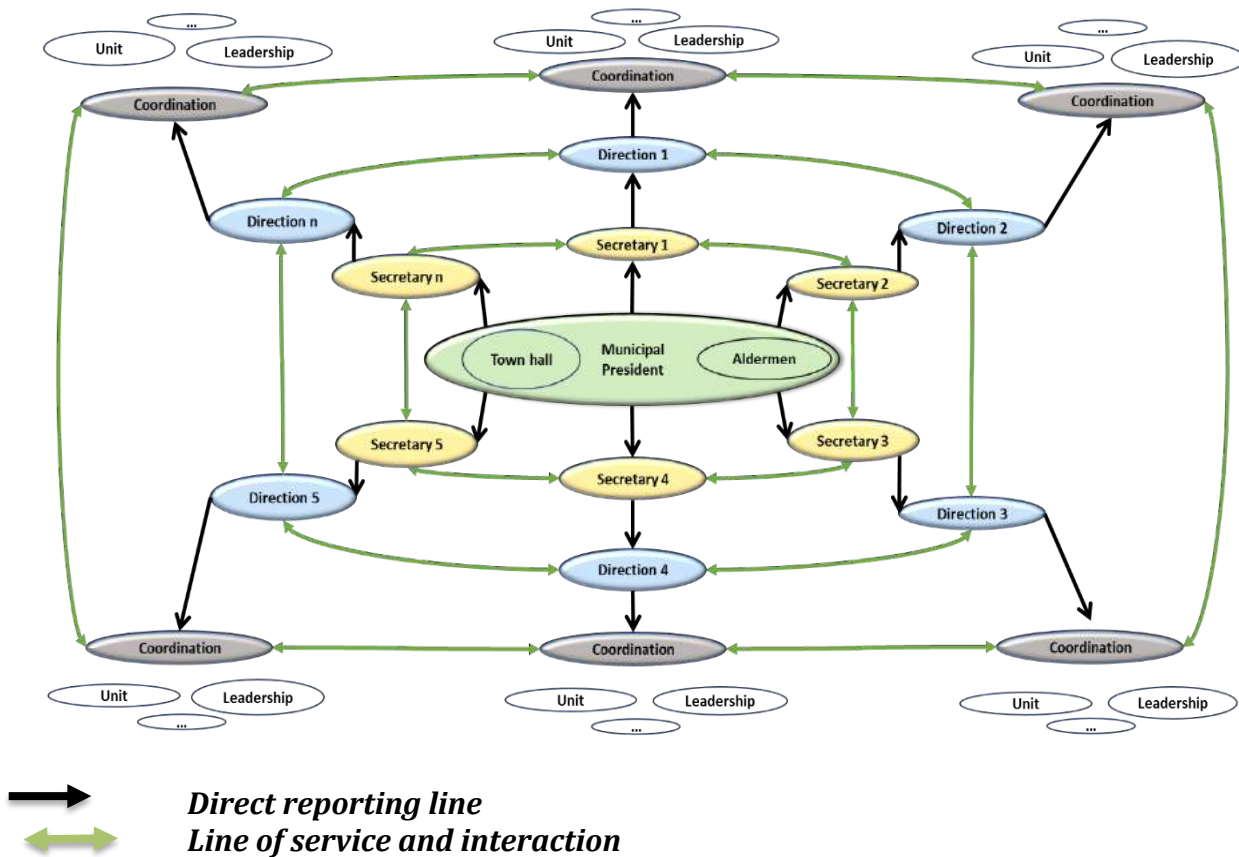 ...
...
...
Unit
Leadership
Unit
Leadership
Unit
Leadership
Coordination
Coordination
Coordination
Direction 1
Direction n
Direction 2
Secretary 1
Secretary n
Secretary 2
Town hall
Municipal
President
Aldermen
Secretary 5
Secretary 3
Secretary 4
Direction 5
Direction 3
Direction 4
Coordination
Coordination
Coordination
Unit
Leadership
Unit
Leadership
Unit
Leadership
...
...
...
Direct reporting line
Line of service and interaction